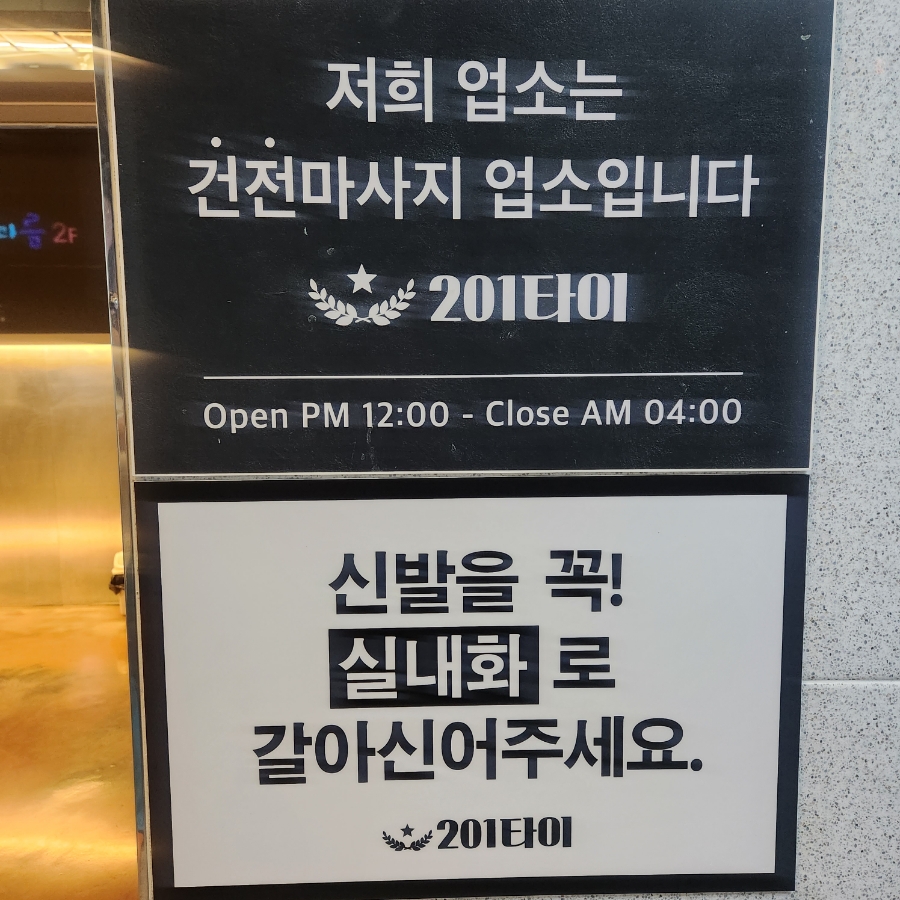 저희 업소는
건전마사지 업소입니다
201타이
Open PM 12:00 - Close AM 04:00
신발을 꼭!
실내화 로
갈아신어주세요.
201타이
름 2F